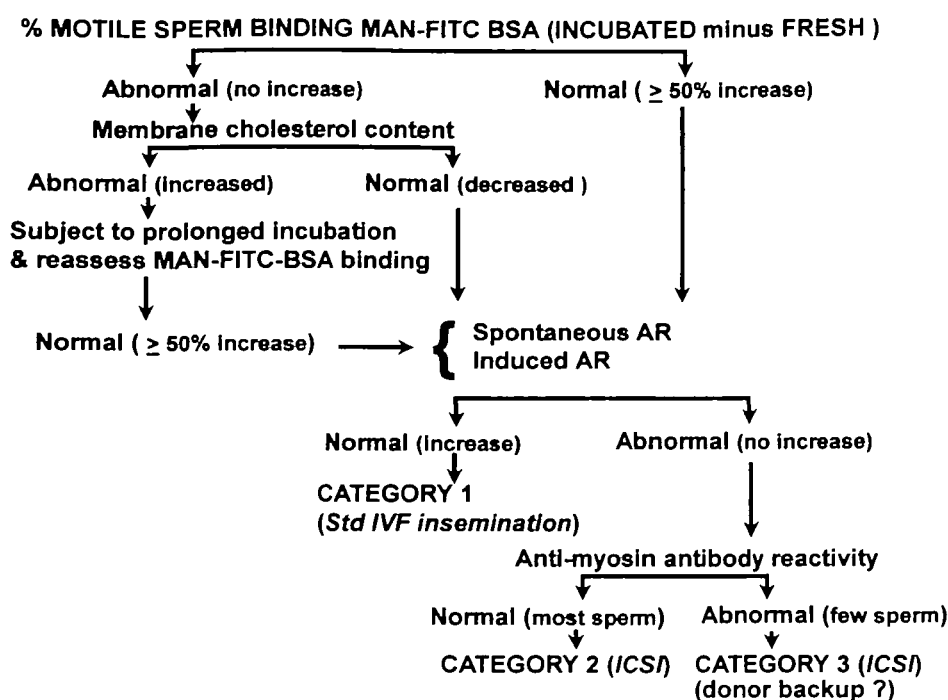 % MOTILE SPERM BINDING MAN-FITC BSA (INCUBATED minus FRESH )
Abnormal (no increase)
Normal ( ≥ 50% increase)
Membrane cholesterol content
Abnormal (increased)
Normal (decreased )
Subject to prolonged incubation
& reassess MAN-FITC-BSA binding
Normal ( ≥ 50% increase)
{ Spontaneous AR
Induced AR
Normal (increase)
Abnormal (no increase)
CATEGORY 1
(Std IVF insemination)
Anti-myosin antibody reactivity
Normal (most sperm)
Abnormal (few sperm)
CATEGORY 2 (ICSI)
CATEGORY 3 (ICSI)
(donor backup ?)